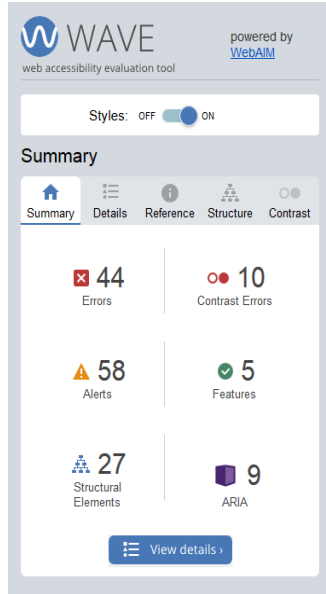 WAVE
web accessibility evaluation tool
powered by
WebAIM
Styles: OFF ON
Summary
Summary Details Reference Structure Contrast
44
Errors
10
Contrast Errors
58
Alerts
5
Features
27
Structural
Elements
9
ARIA
View details ›